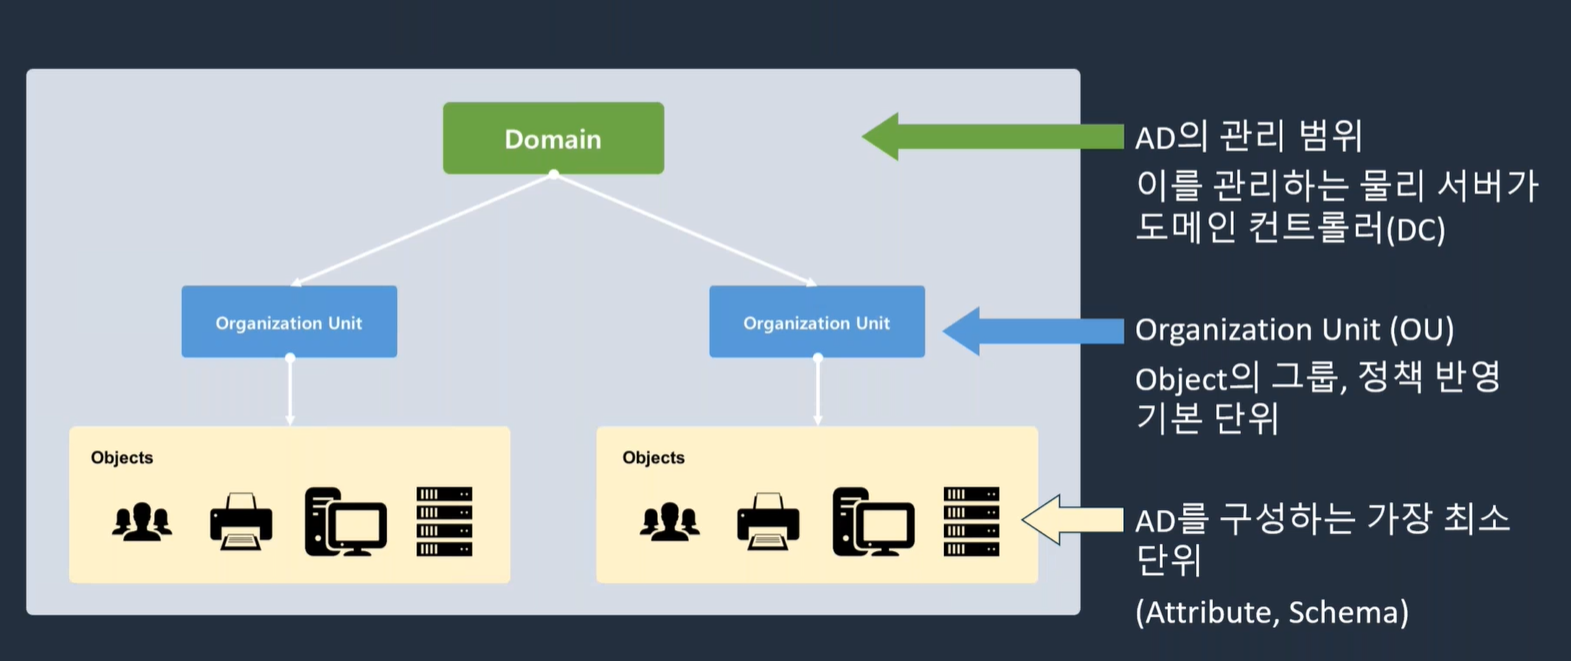 Domain
AD의 관리 범위
이를 관리하는 물리 서버가
도메인 컨트롤러(DC)
Organization Unit
Organization Unit
Organization Unit (OU)
Object의 그룹, 정책 반영
기본 단위
Objects
Objects
AD를 구성하는 가장 최소
단위
(Attribute, Schema)